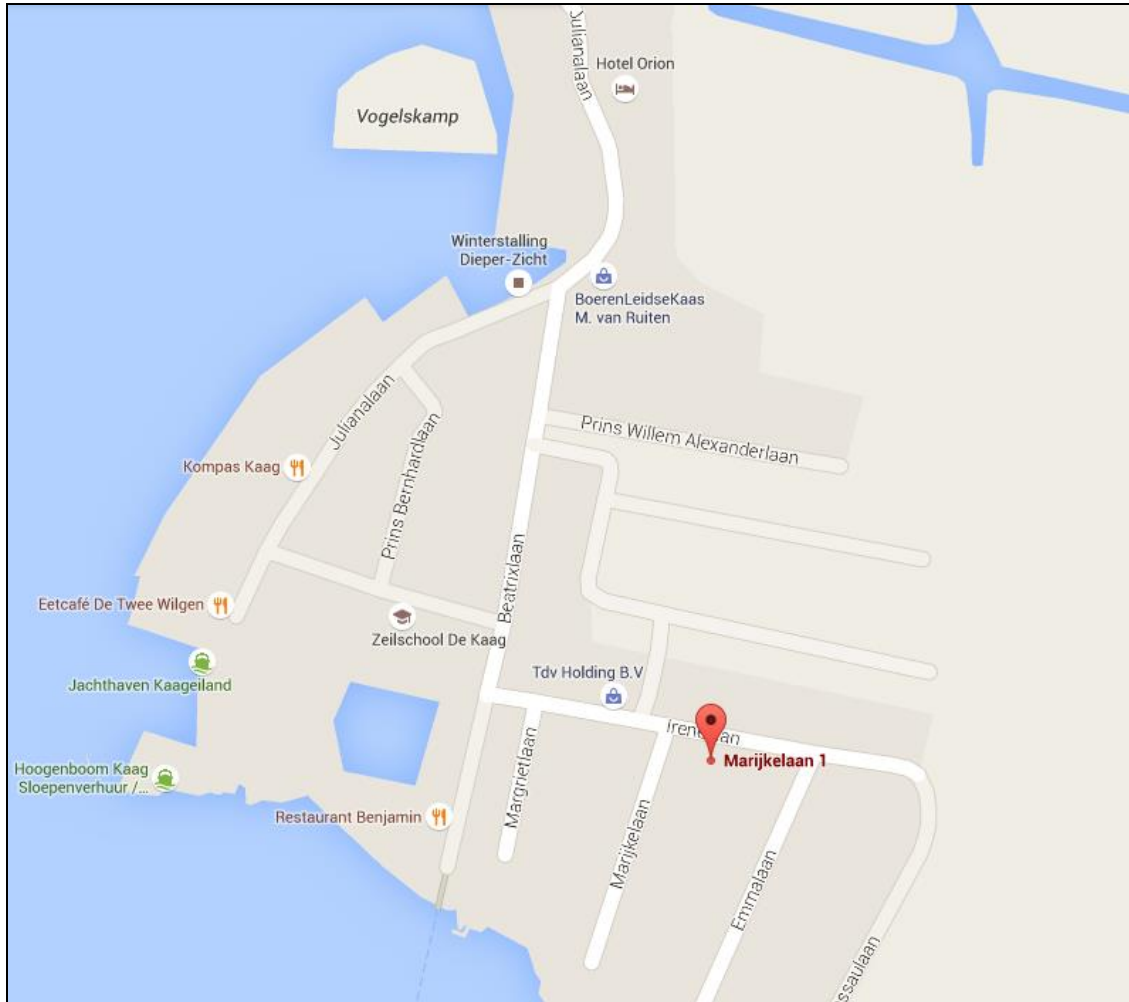 Julianalaan
Hotel Orion
Vogelskamp
Winterstalling
Dieper-Zicht
BoerenLeidseKaas
M. van Ruiten
Julianalaan
Prins Willem Alexanderlaan
Kompas Kaag
Prins Bernhardlaan
Beatrixlaan
Eetcafé De Twee Wilgen
Zeilschool De Kaag
Jachthaven Kaageiland
Tdv Holding B.V
Marijkelaan 1
Hoogenboom Kaag
Sloepenverhuur /...
Restaurant Benjamin
Margrietlaan
Marijkelaan
Emmalaan
ssaulaan